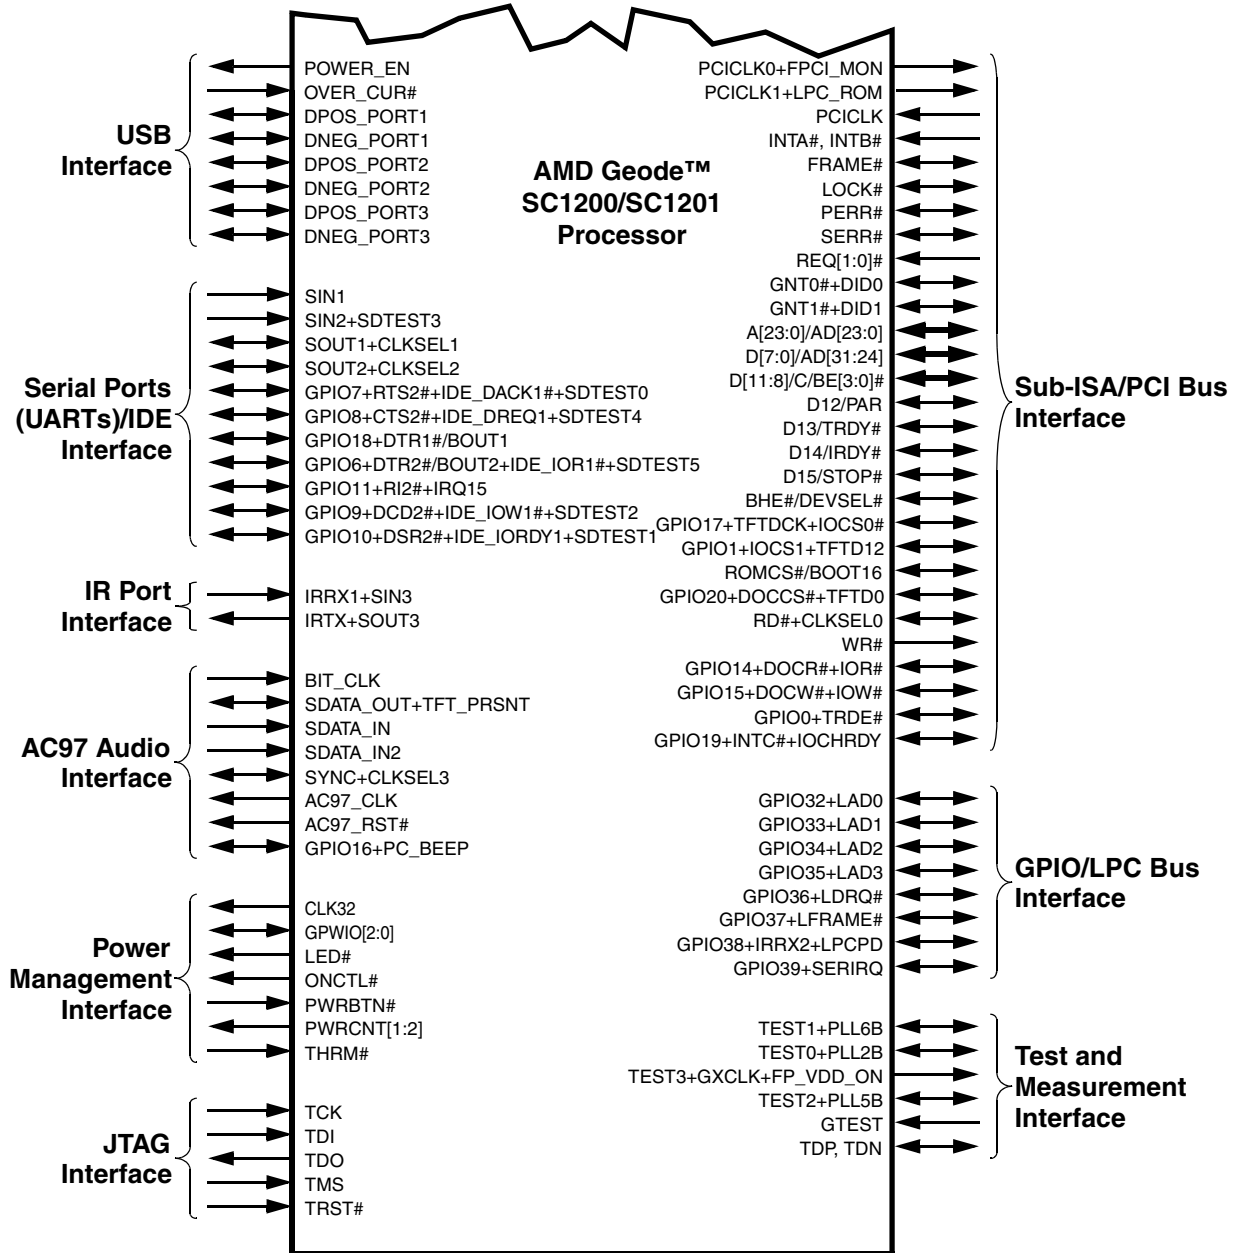 AMD Geode™
SC1200/SC1201
Processor
USB
Interface
POWER_EN
OVER_CUR#
DPOS_PORT1
DNEG_PORT1
DPOS_PORT2
DNEG_PORT2
DPOS_PORT3
DNEG_PORT3
Serial Ports
(UARTs)/IDE
Interface
SIN1
SIN2+SDTEST3
SOUT1+CLKSEL1
SOUT2+CLKSEL2
GPIO7+RTS2#+IDE_DACK1#+SDTEST0
GPIO8+CTS2#+IDE_DREQ1+SDTEST4
GPIO18+DTR1#/BOUT1
GPIO6+DTR2#/BOUT2+IDE_IOR1#+SDTEST5
GPIO11+RI2#+IRQ15
GPIO9+DCD2#+IDE_IOW1#+SDTEST2
GPIO10+DSR2#+IDE_IORDY1+SDTEST1
IR Port
Interface
IRRX1+SIN3
IRTX+SOUT3
AC97 Audio
Interface
BIT_CLK
SDATA_OUT+TFT_PRSNT
SDATA_IN
SDATA_IN2
SYNC+CLKSEL3
AC97_CLK
AC97_RST#
GPIO16+PC_BEEP
Power
Management
Interface
CLK32
GPWIO[2:0]
LED#
ONCTL#
PWRBTN#
PWRCNT[1:2]
THRM#
JTAG
Interface
TCK
TDI
TDO
TMS
TRST#
PCICLK0+FPCI_MON
PCICLK1+LPC_ROM
PCICLK
INTA#, INTB#
FRAME#
LOCK#
PERR#
SERR#
REQ[1:0]#
GNT0#+DID0
GNT1#+DID1
A[23:0]/AD[23:0]
D[7:0]/AD[31:24]
D[11:8]/C/BE[3:0]#
D12/PAR
D13/TRDY#
D14/IRDY#
D15/STOP#
BHE#/DEVSEL#
GPIO17+TFTDCK+IOCS0#
GPIO1+IOCS1+TFTD12
ROMCS#/BOOT16
GPIO20+DOCCS#+TFTD0
RD#+CLKSEL0
WR#
GPIO14+DOCR#+IOR#
GPIO15+DOCW#+IOW#
GPIO0+TRDE#
GPIO19+INTC#+IOCHRDY
Sub-ISA/PCI Bus
Interface
GPIO32+LAD0
GPIO33+LAD1
GPIO34+LAD2
GPIO35+LAD3
GPIO36+LDRQ#
GPIO37+LFRAME#
GPIO38+IRRX2+LPCPD
GPIO39+SERIRQ
GPIO/LPC Bus
Interface
TEST1+PLL6B
TEST0+PLL2B
TEST3+GXCLK+FP_VDD_ON
TEST2+PLL5B
GTEST
TDP, TDN
Test and
Measurement
Interface